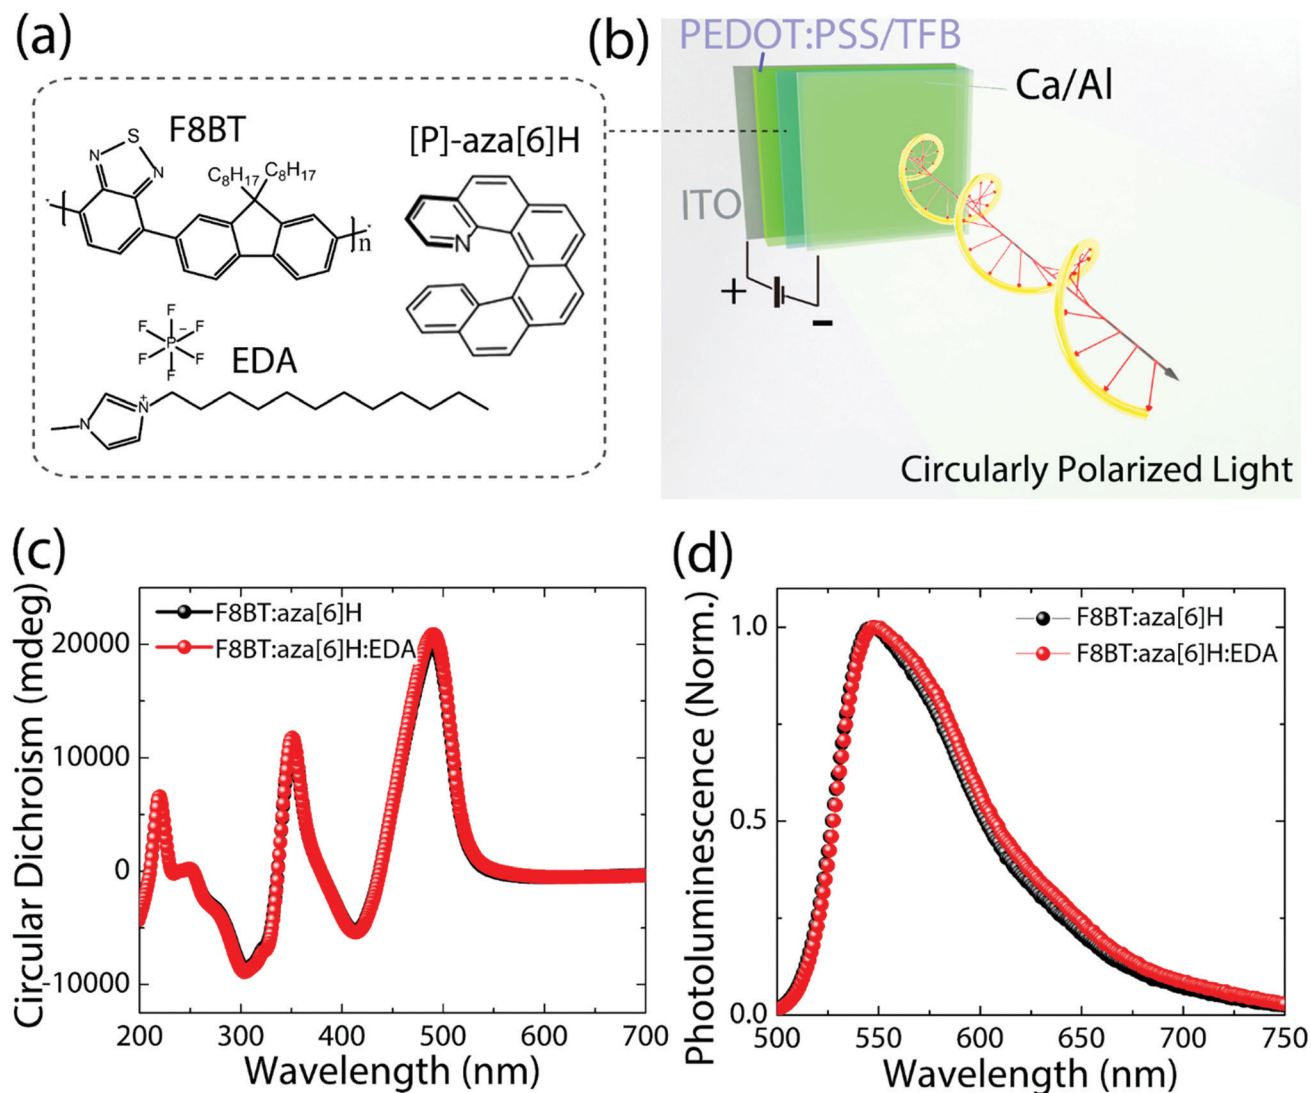 (a)
F8BT
[P]-aza[6]H
S
N
N
C8H17
C8H17
n
N
F
F
F
P
−
F
F
F
EDA
N
N
+
(b)
PEDOT:PSS/TFB
Ca/Al
ITO
+
−
Circularly Polarized Light
(c)
F8BT:aza[6]H
F8BT:aza[6]H:EDA
Circular Dichroism (mdeg)
20000
10000
0
-10000
200 300 400 500 600 700
Wavelength (nm)
(d)
F8BT:aza[6]H
F8BT:aza[6]H:EDA
Photoluminescence (Norm.)
1.0
0.5
0.0
500 550 600 650 700 750
Wavelength (nm)